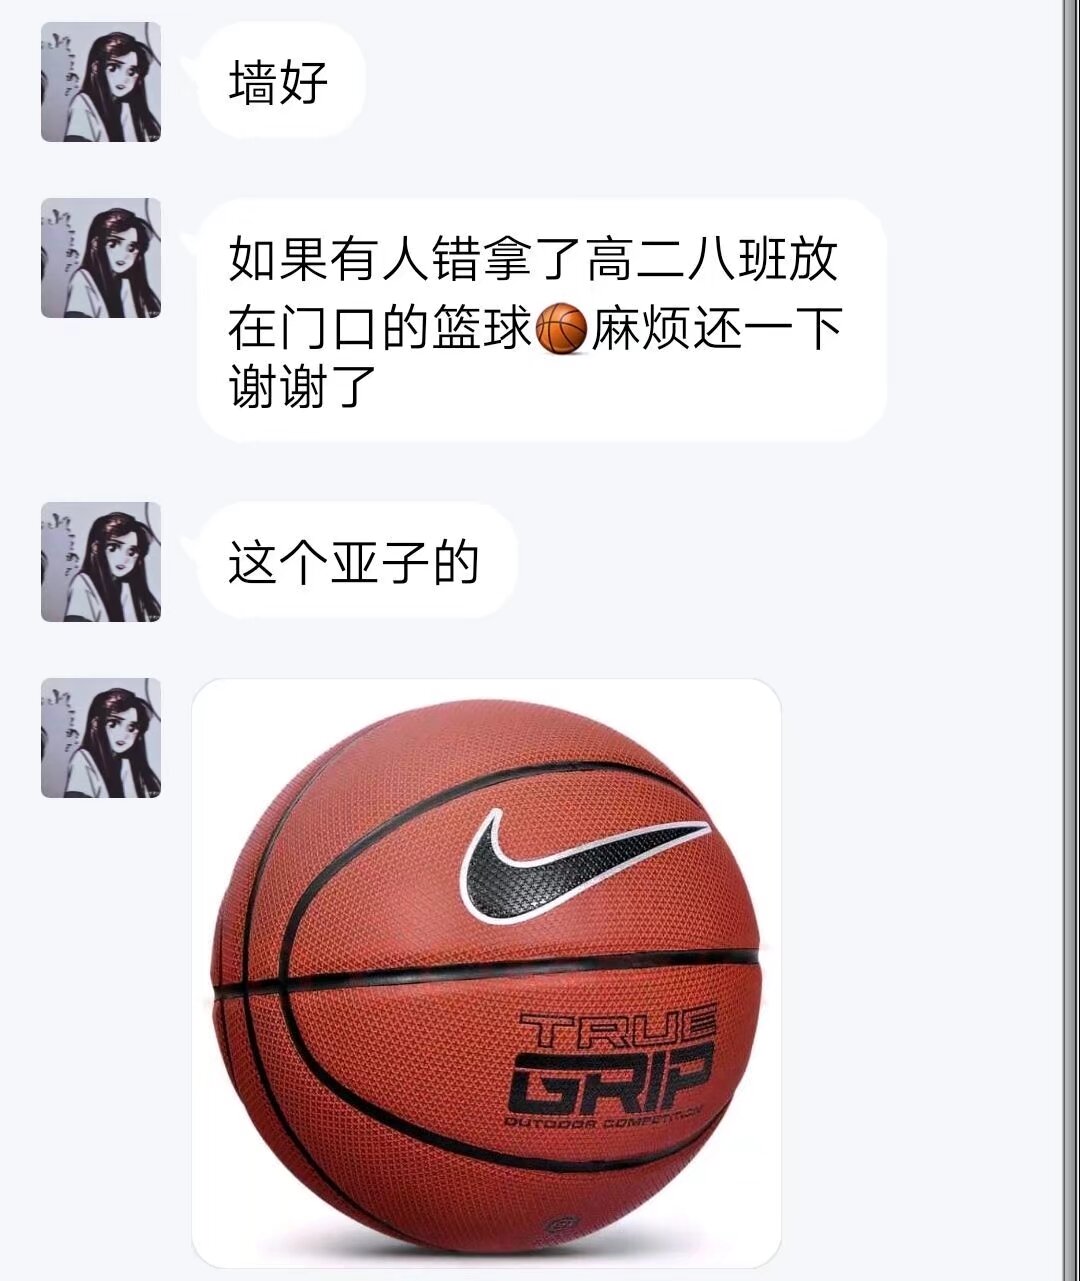 墙好
如果有人错拿了高二八班放
在门口的篮球🏀麻烦还一下
谢谢了
这个亚子的
TRUE
GRIP
OUTDOOR COMPETITION